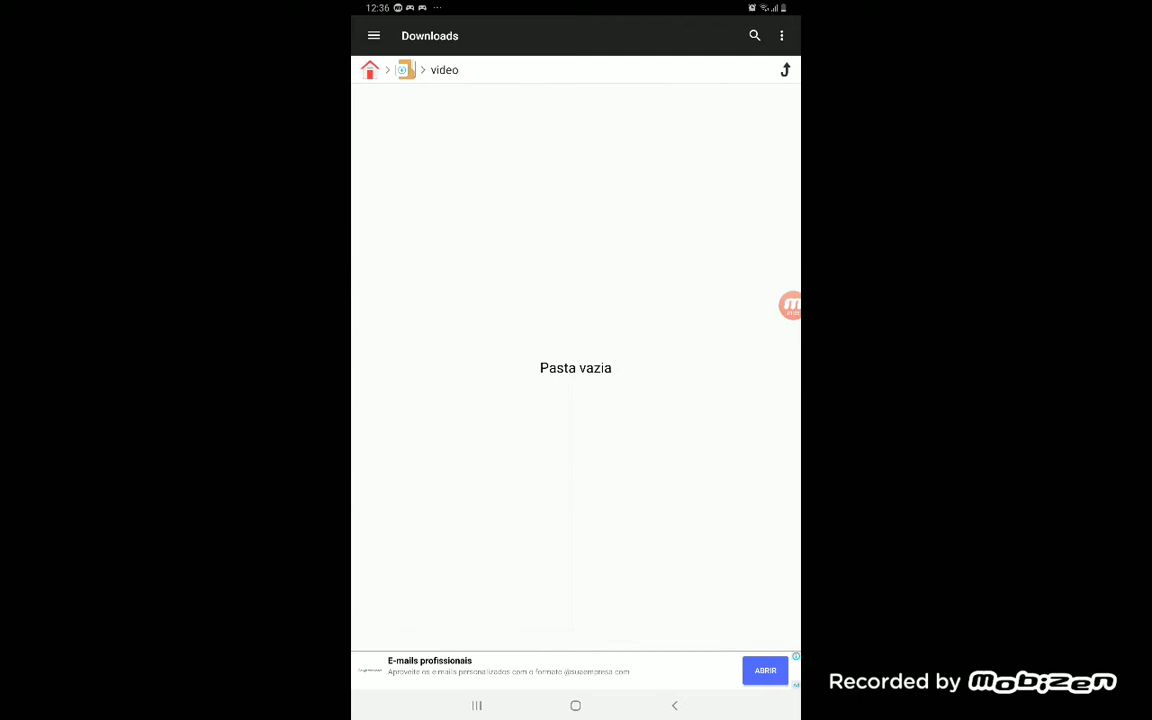 12:36
Downloads
video
Pasta vazia
E-mails profissionais
Aproveite os e-mails personalizados com o formato @suaempresa.com
ABRIR
Recorded by mobizen